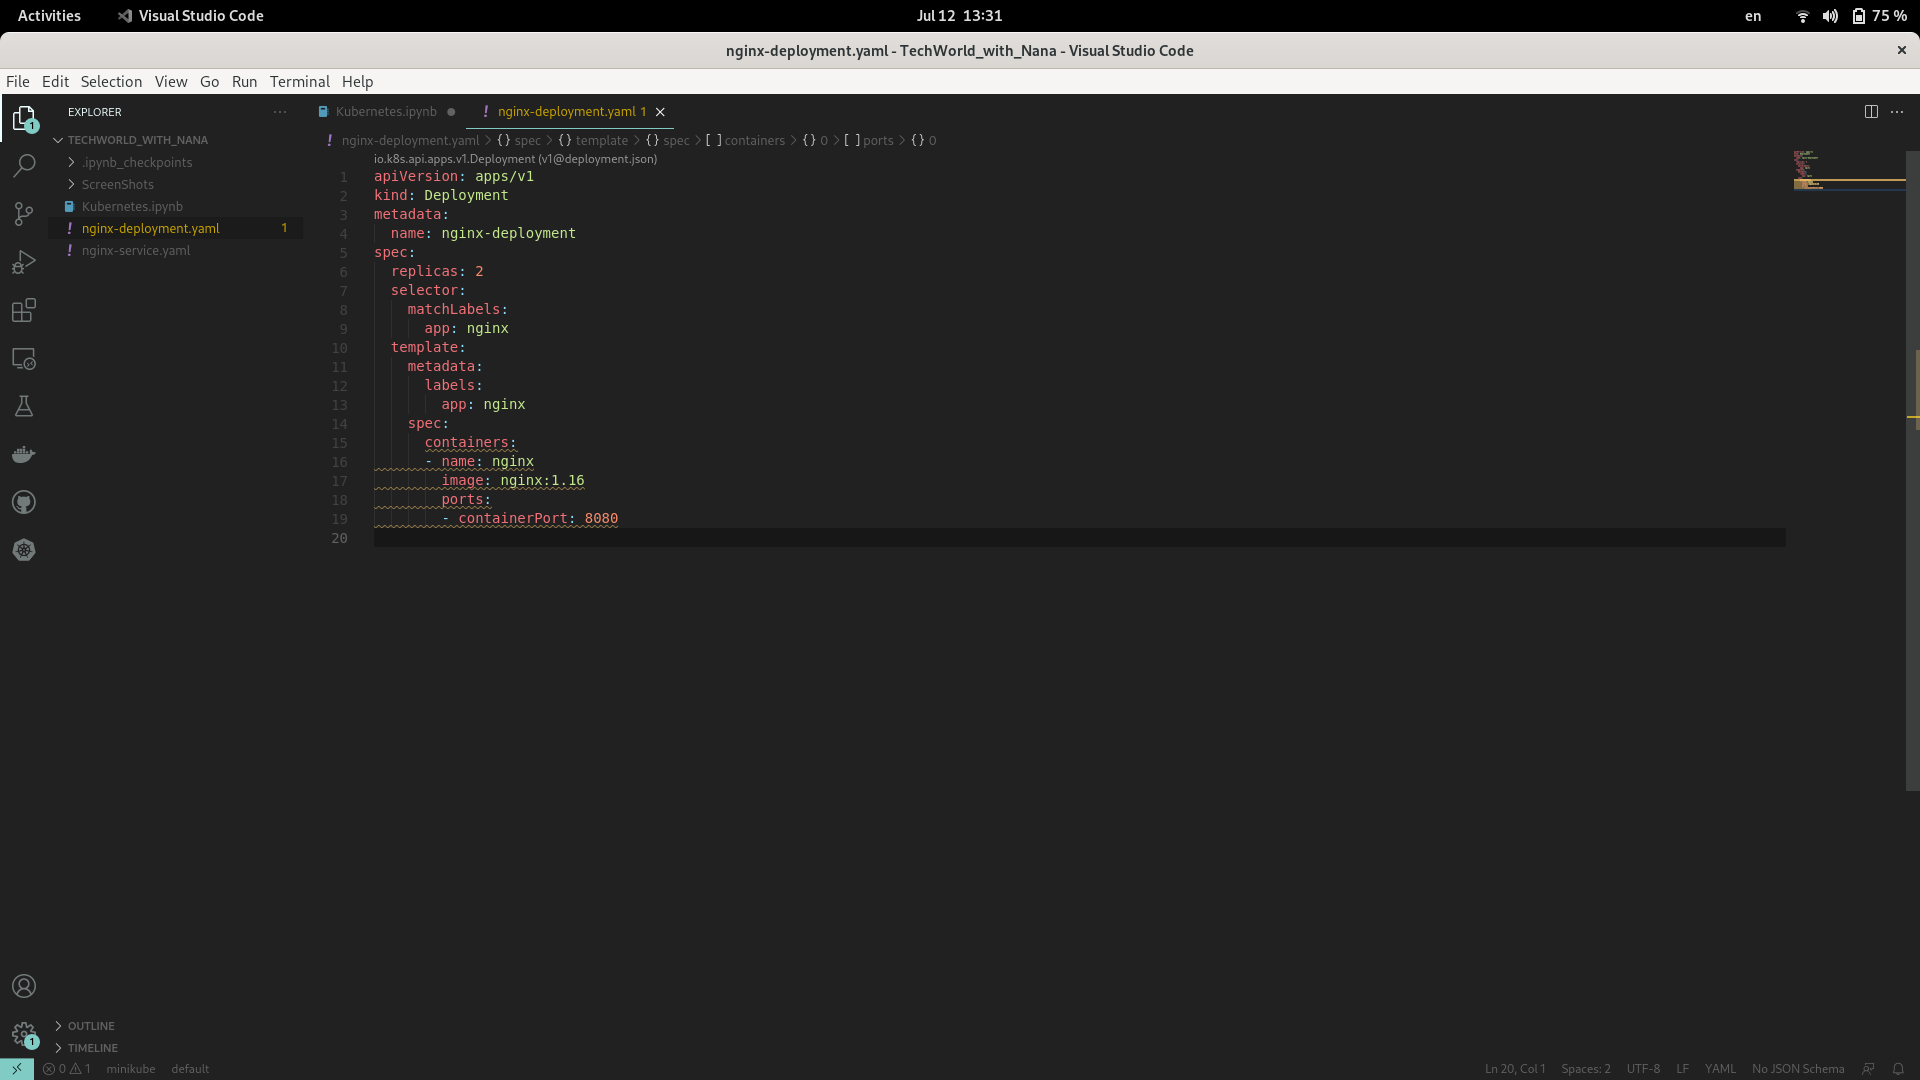 Activities Visual Studio Code Jul 12 13:31 en 75 %
nginx-deployment.yaml - TechWorld_with_Nana - Visual Studio Code ×
File Edit Selection View Go Run Terminal Help
EXPLORER ···
Kubernetes.ipynb ● ! nginx-deployment.yaml 1 ×
TECHWORLD_WITH_NANA
.ipynb_checkpoints
ScreenShots
Kubernetes.ipynb
! nginx-deployment.yaml 1
! nginx-service.yaml
! nginx-deployment.yaml > {} spec > {} template > {} spec > [ ] containers > {} 0 > [ ] ports > {} 0
io.k8s.api.apps.v1.Deployment (v1@deployment.json)
1 apiVersion: apps/v1
2 kind: Deployment
3 metadata:
4   name: nginx-deployment
5 spec:
6   replicas: 2
7   selector:
8     matchLabels:
9       app: nginx
10   template:
11     metadata:
12       labels:
13         app: nginx
14     spec:
15       containers:
16       - name: nginx
17         image: nginx:1.16
18         ports:
19         - containerPort: 8080
20
1
1
OUTLINE
TIMELINE
0 1 minikube default Ln 20, Col 1 Spaces: 2 UTF-8 LF YAML No JSON Schema